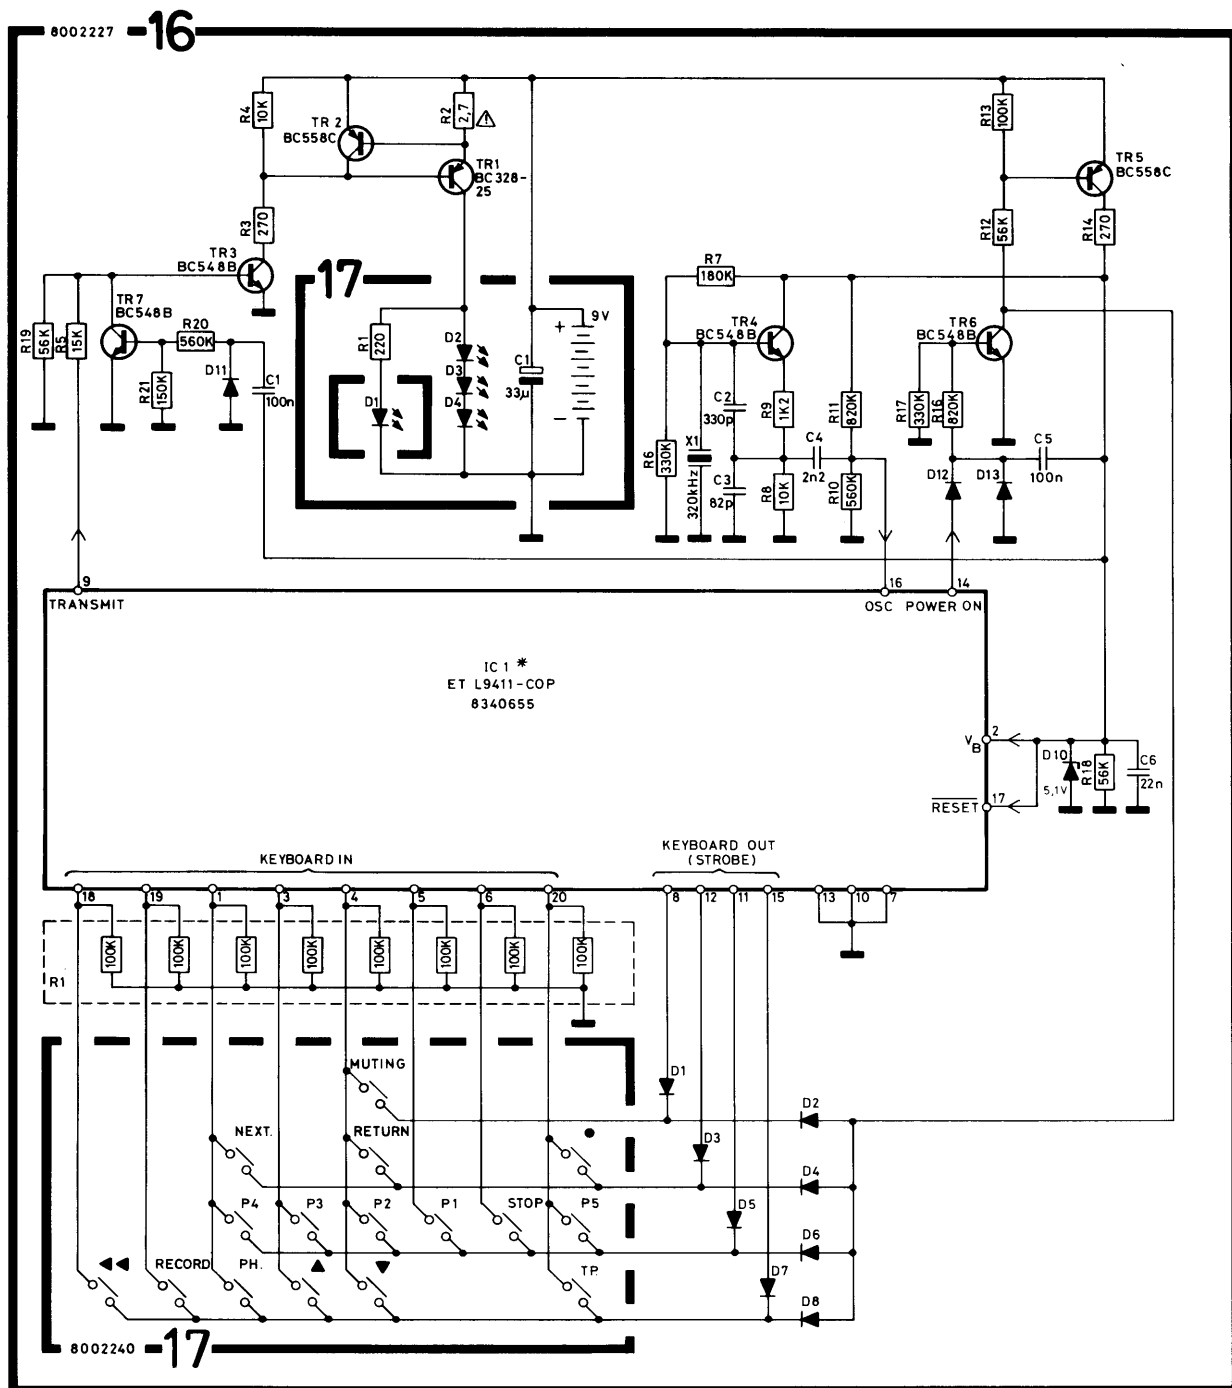 8002227 -16
R4
10K
TR 2
BC558C
R2
2,7
TR1
BC328-
25
R13
100K
TR5
BC558C
R3
270
R12
56K
R14
270
TR3
BC548B
TR7
BC548B
R19
56K
R5
15K
R20
560K
R21
150K
D11
C1
100n
17
R1
220
D1
D2
D3
D4
C1
33µ
+
9V
−
R7
180K
TR4
BC548B
TR6
BC548B
R6
330K
X1
320kHz
C2
330p
C3
82p
R9
1K2
R8
10K
C4
2n2
R11
820K
R10
560K
R17
330K
R16
820K
D12
D13
C5
100n
9
TRANSMIT
16
OSC
14
POWER ON
IC 1 *
ET L9411-COP
8340655
VB
2
RESET
17
D10
5,1V
R18
56K
C6
22n
KEYBOARD IN
KEYBOARD OUT
(STROBE)
18
19
1
3
4
5
6
20
8
12
11
15
13
10
7
R1
100K
100K
100K
100K
100K
100K
100K
100K
MUTING
D1
D2
NEXT.
RETURN
D3
D4
P4
P3
P2
P1
STOP
P5
D5
D6
RECORD
PH.
TP.
D7
D8
8002240 -17